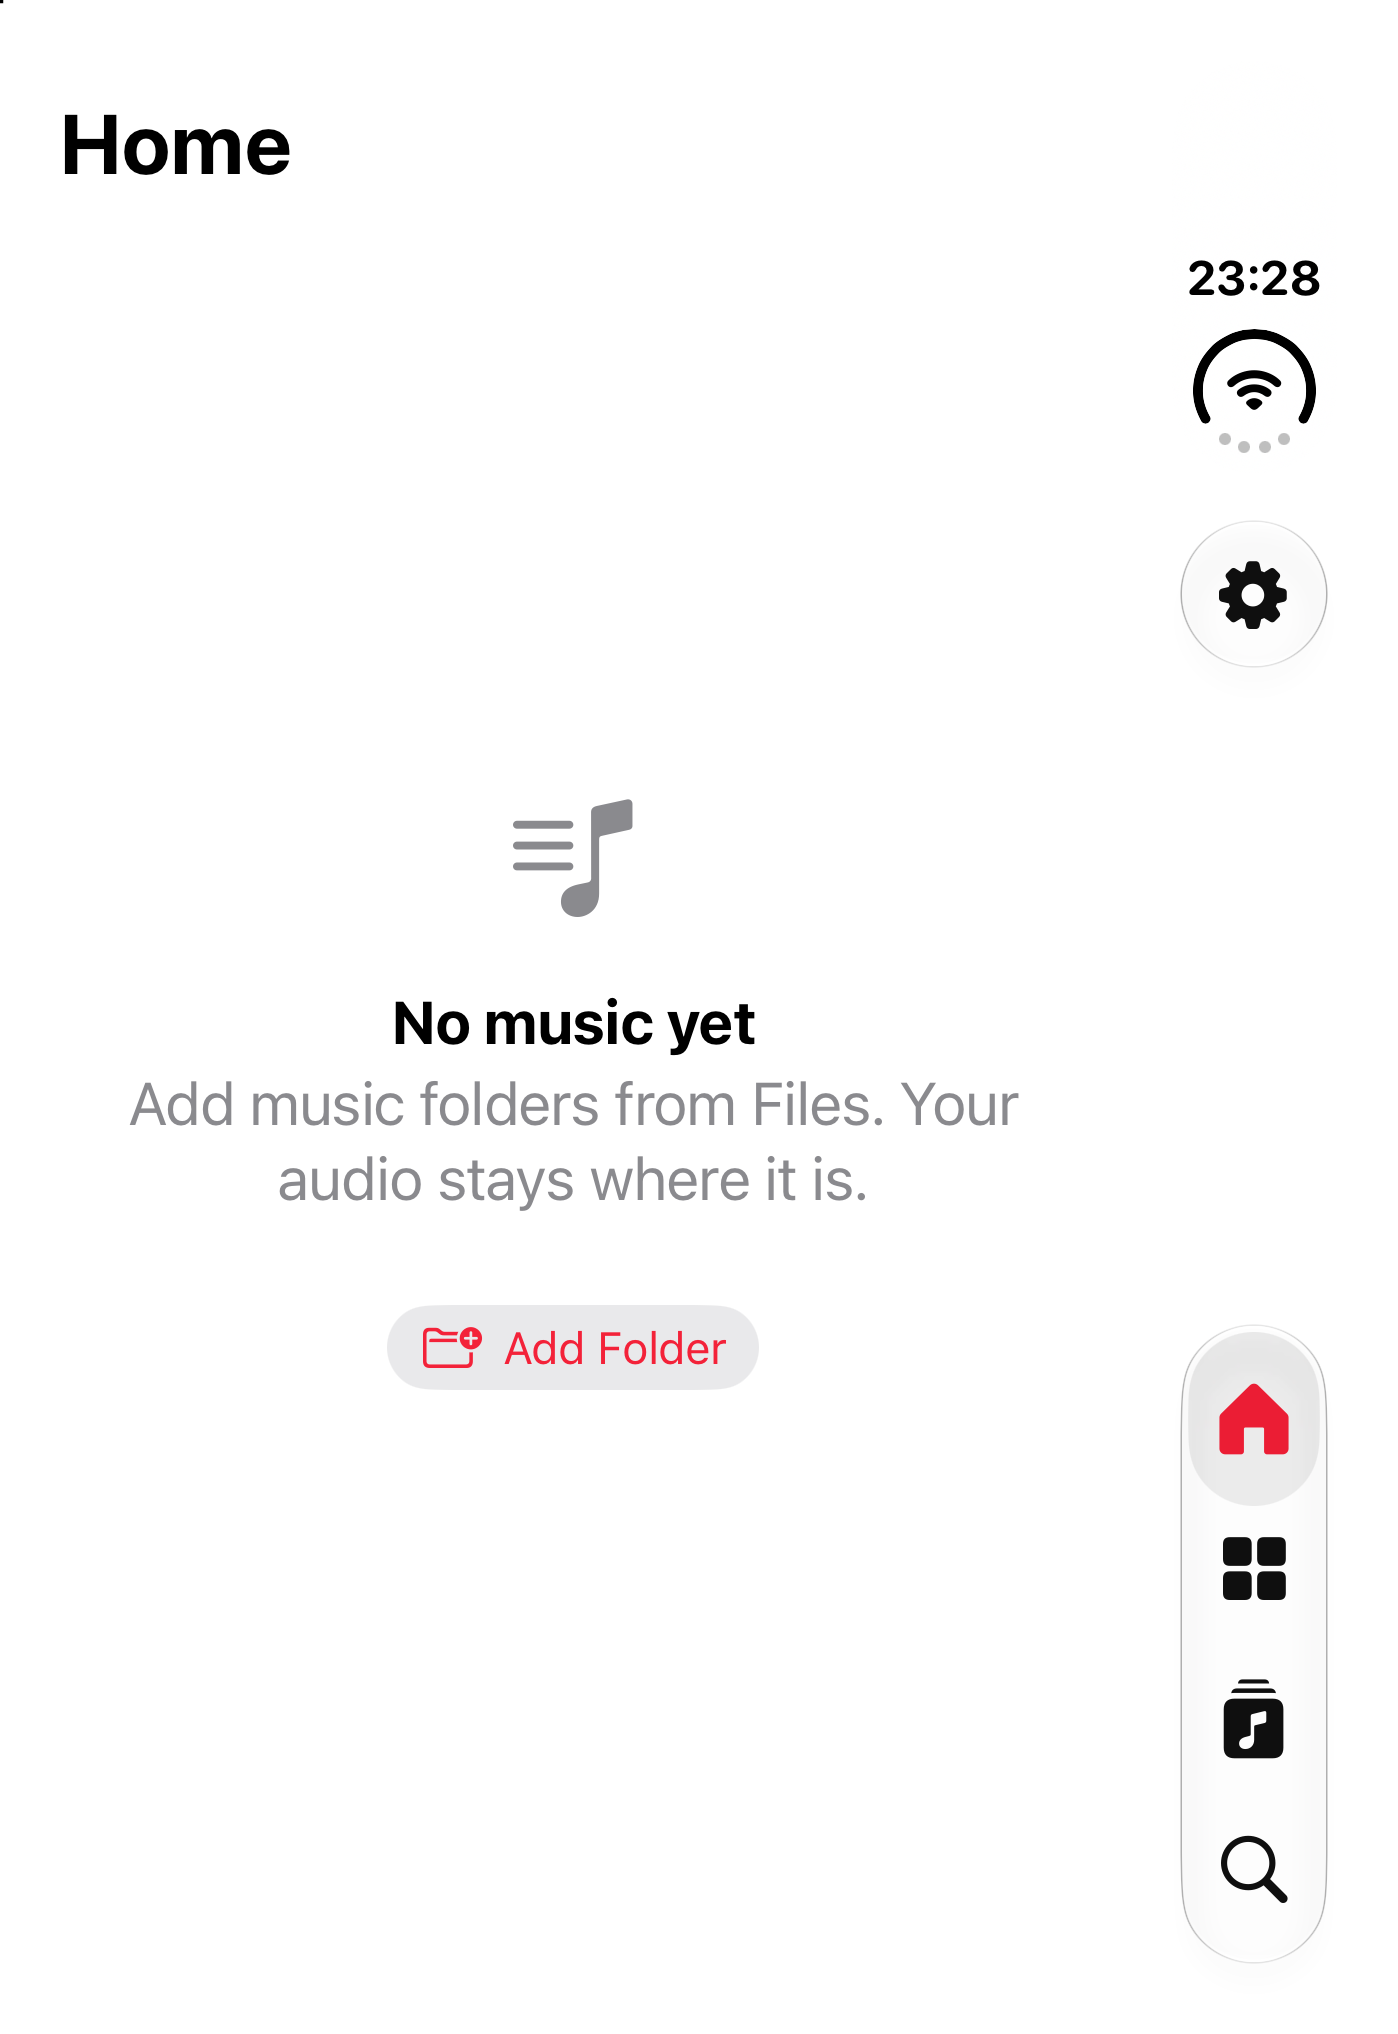 Home
23:28
No music yet
Add music folders from Files. Your
audio stays where it is.
Add Folder